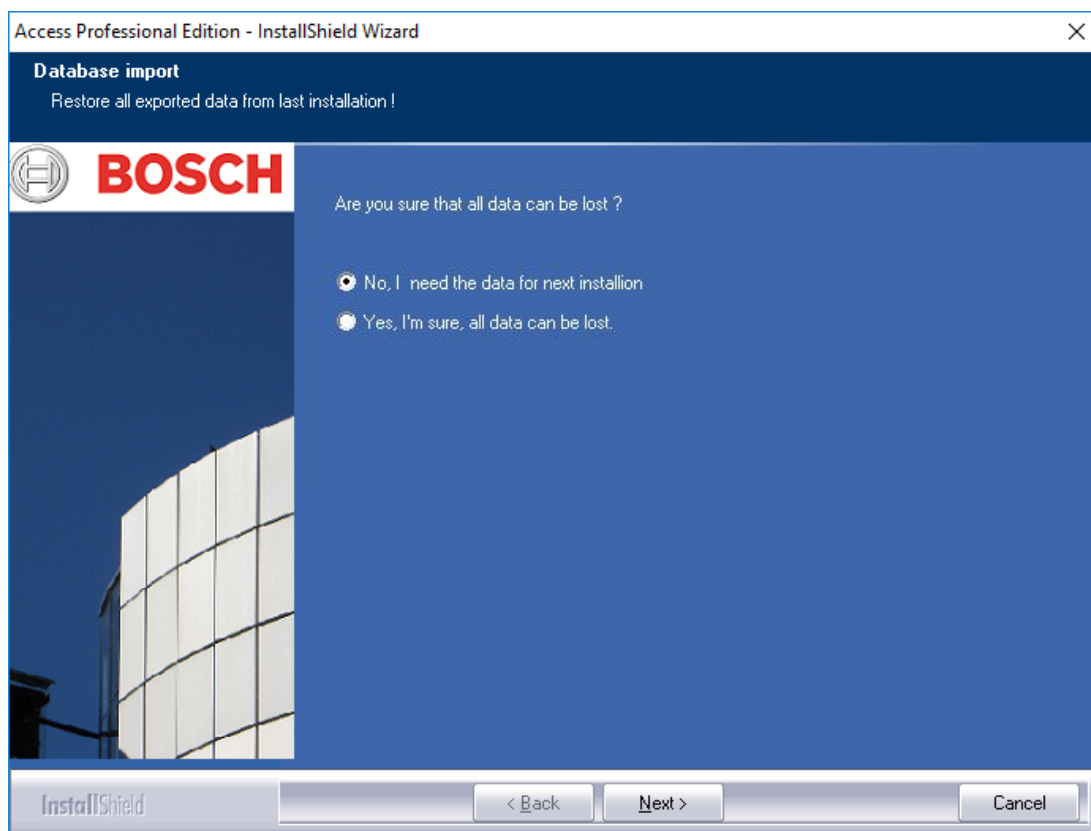 Access Professional Edition - InstallShield Wizard
Database import
Restore all exported data from last installation !
BOSCH
Are you sure that all data can be lost ?
No, I  need the data for next installion
Yes, I'm sure, all data can be lost.
InstallShield
< Back
Next >
Cancel